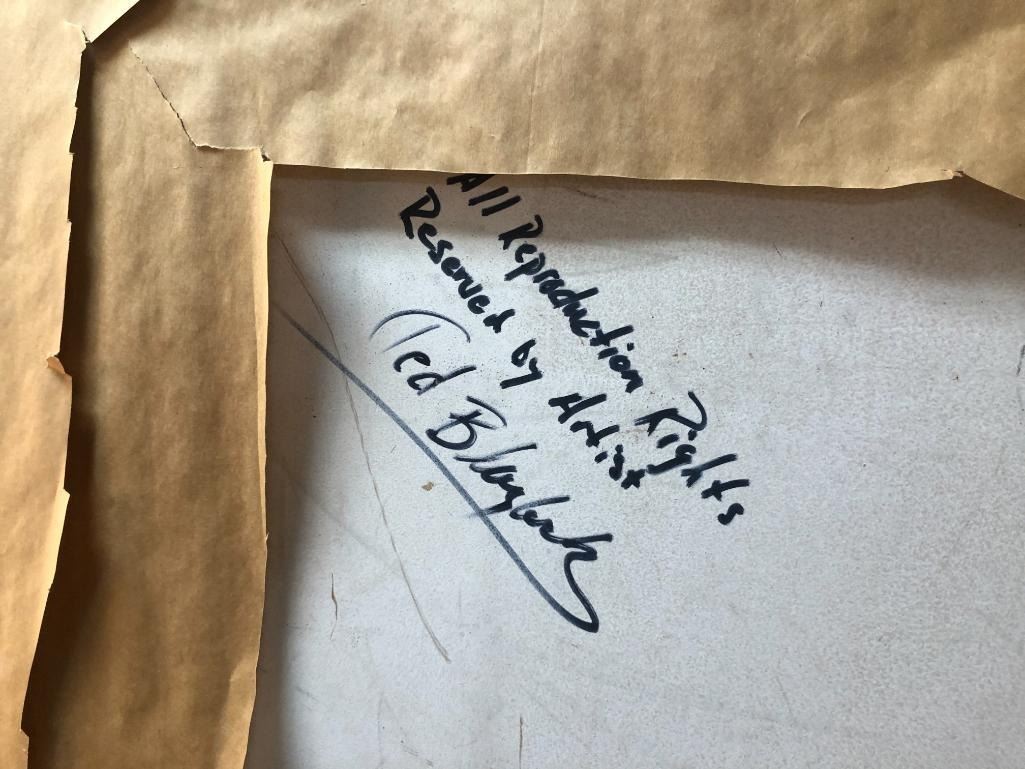 All Reproduction Rights
Reserved by Artist
Ted Blaylock